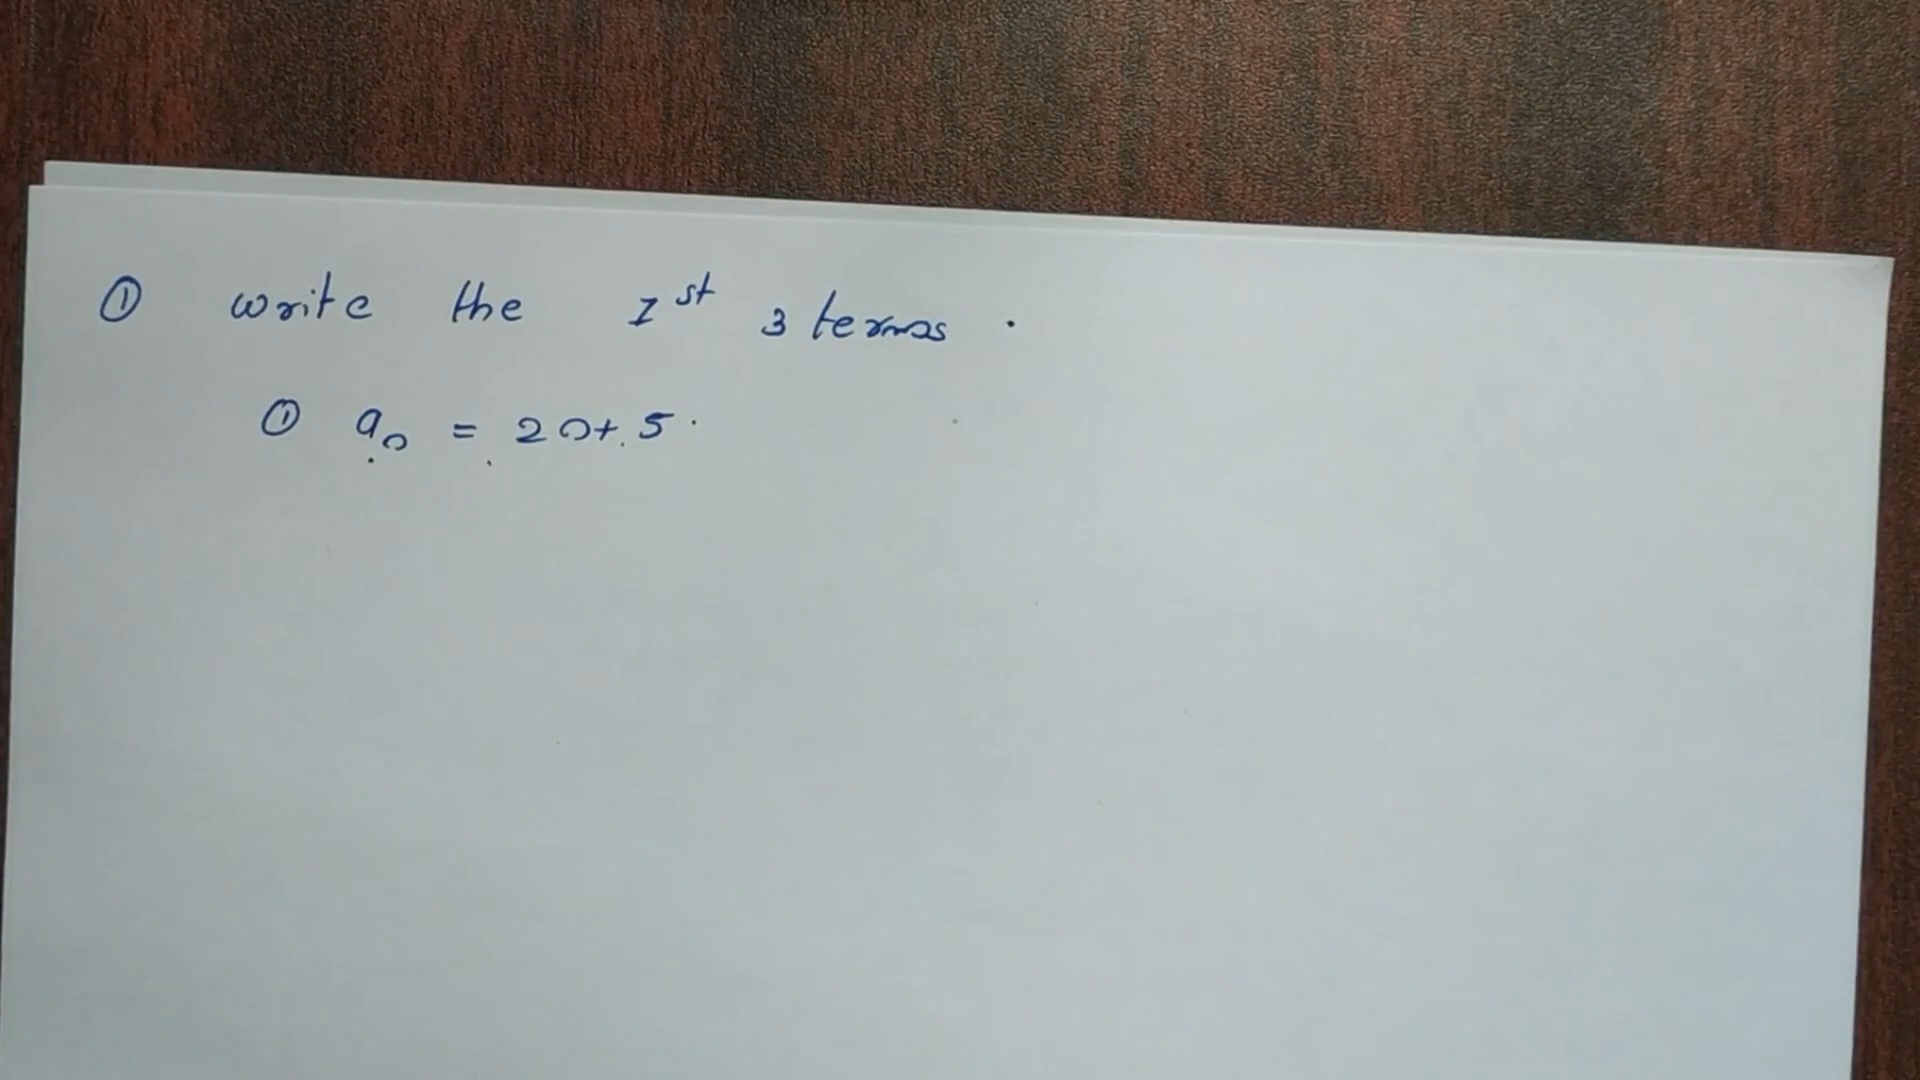 ① write the 1st 3 terms .
① an = 2n+5.